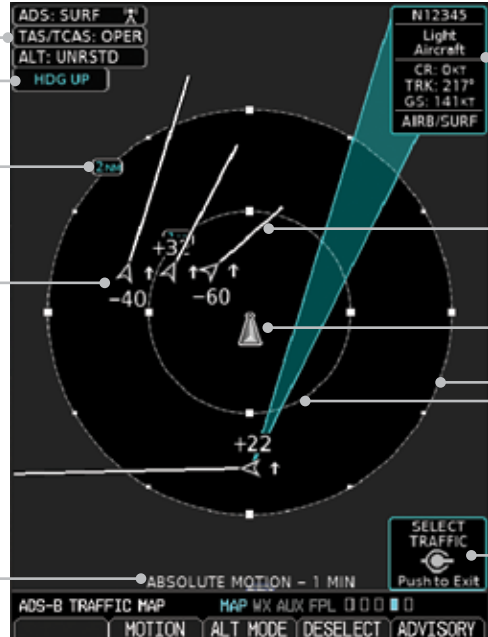 ADS: SURF
TAS/TCAS: OPER
ALT: UNRSTD
HDG UP
N12345
Light
Aircraft
CR: 0KT
TRK: 217°
GS: 141KT
AIRB/SURF
2NM
+32
-40
-60
+22
SELECT
TRAFFIC
Push to Exit
ABSOLUTE MOTION - 1 MIN
ADS-B TRAFFIC MAP MAP WX AUX FPL
MOTION ALT MODE DESELECT ADVISORY